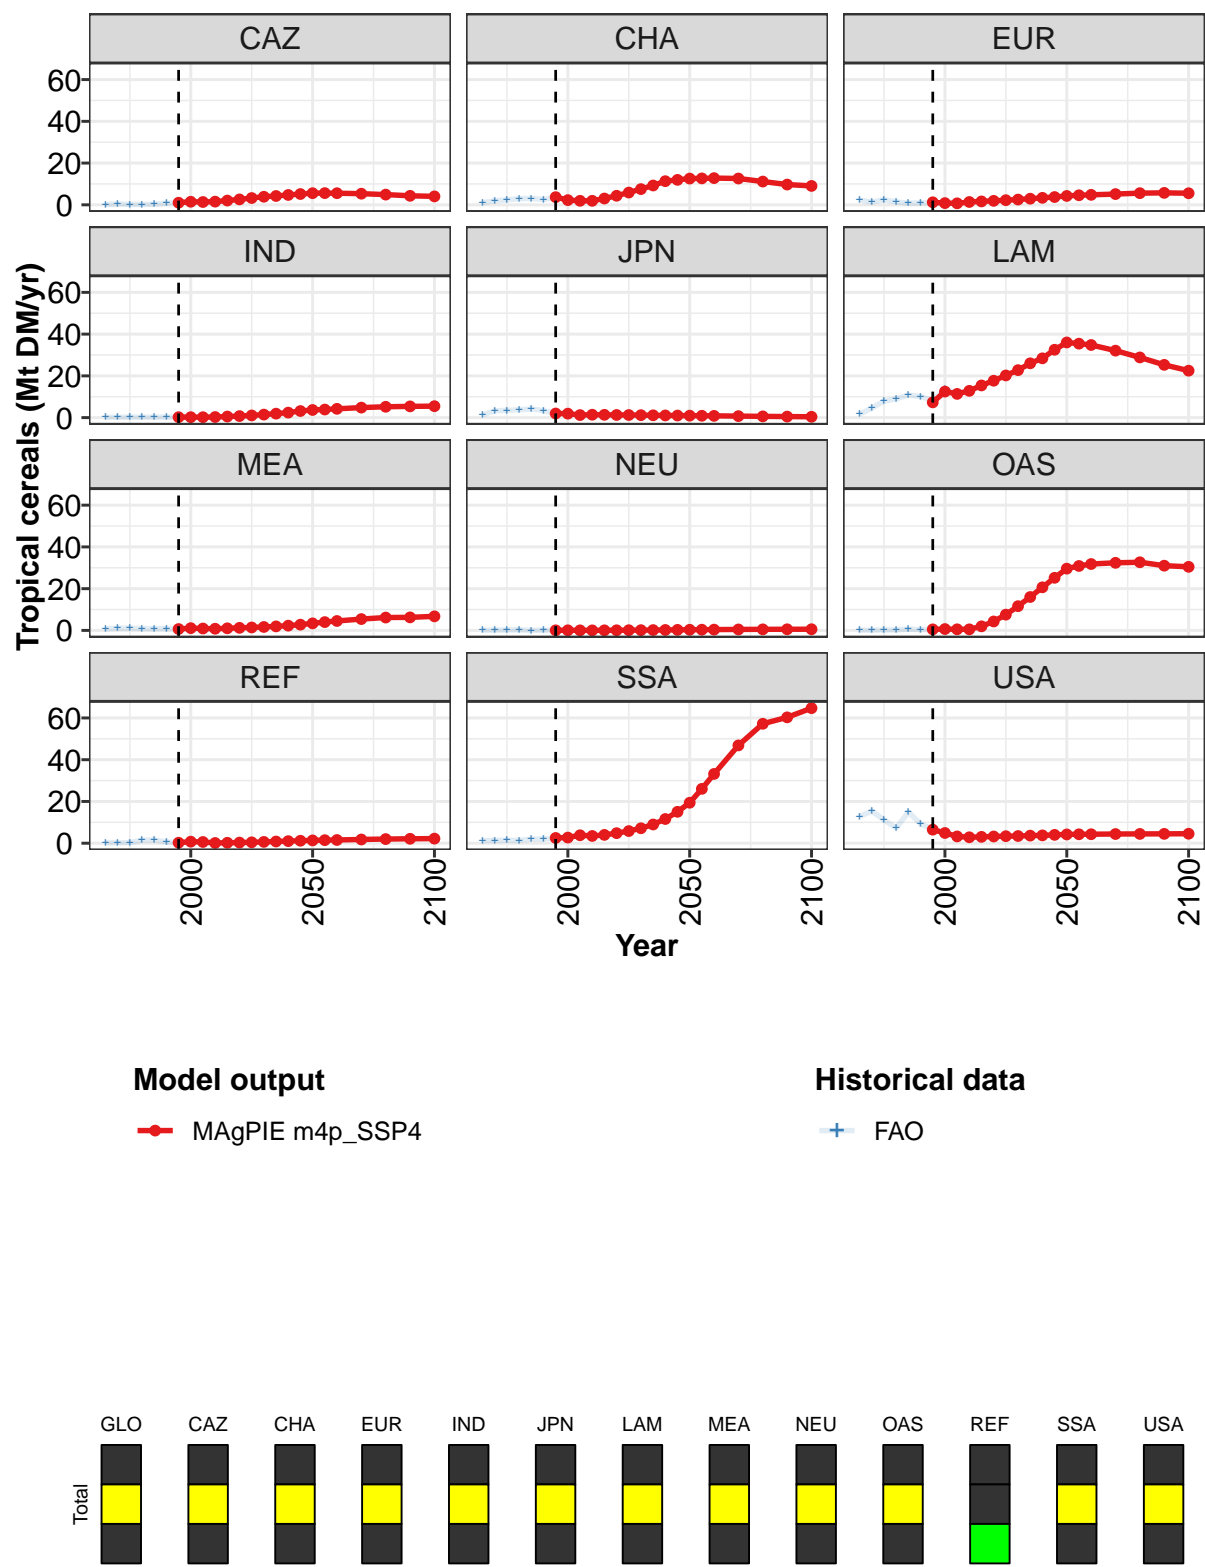 CAZ CHA EUR
60
40
20
0
IND JPN LAM
60
40
20
0
MEA NEU OAS
60
40
20
0
REF SSA USA
60
40
20
0
Tropical cereals (Mt DM/yr)
2000 2050 2100 2000 2050 2100 2000 2050 2100
Year
Model output Historical data
MAgPIE m4p_SSP4 FAO
GLO CAZ CHA EUR IND JPN LAM MEA NEU OAS REF SSA USA
Total